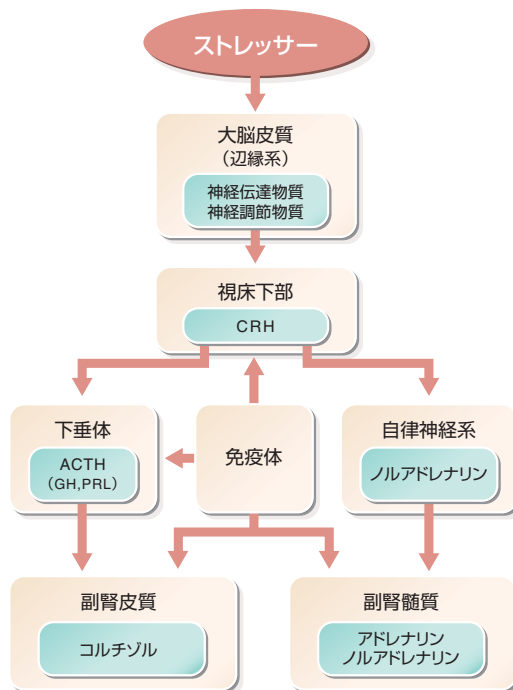 ストレッサー
大脳皮質
（辺縁系）
神経伝達物質
神経調節物質
視床下部
CRH
下垂体
ACTH
（GH,PRL）
免疫体
自律神経系
ノルアドレナリン
副腎皮質
コルチゾル
副腎髄質
アドレナリン
ノルアドレナリン